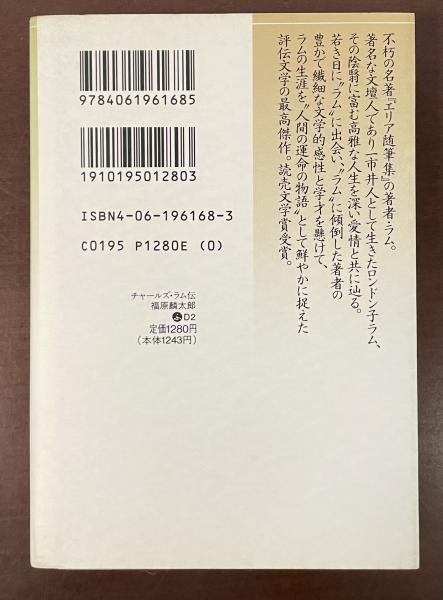 不朽の名著『エリア随筆集』の著者・ラム。
著名な文壇人であり一市井人として生きたロンドン子ラム、
その陰翳に富む高雅な人生を深い愛情と共に辿る。
若き日に〝ラム〟に出会い、〝ラム〟に傾倒した著者の
豊かで繊細な文学的感性と学才を懸けて、
ラムの生涯を〝人間の運命の物語〟として鮮やかに捉えた
評伝文学の最高傑作。読売文学賞受賞。
9784061961685
1910195012803
ISBN4-06-196168-3
C0195 P1280E (0)
チャールズ・ラム伝
福原麟太郎
ふD2
定価1280円
(本体1243円)